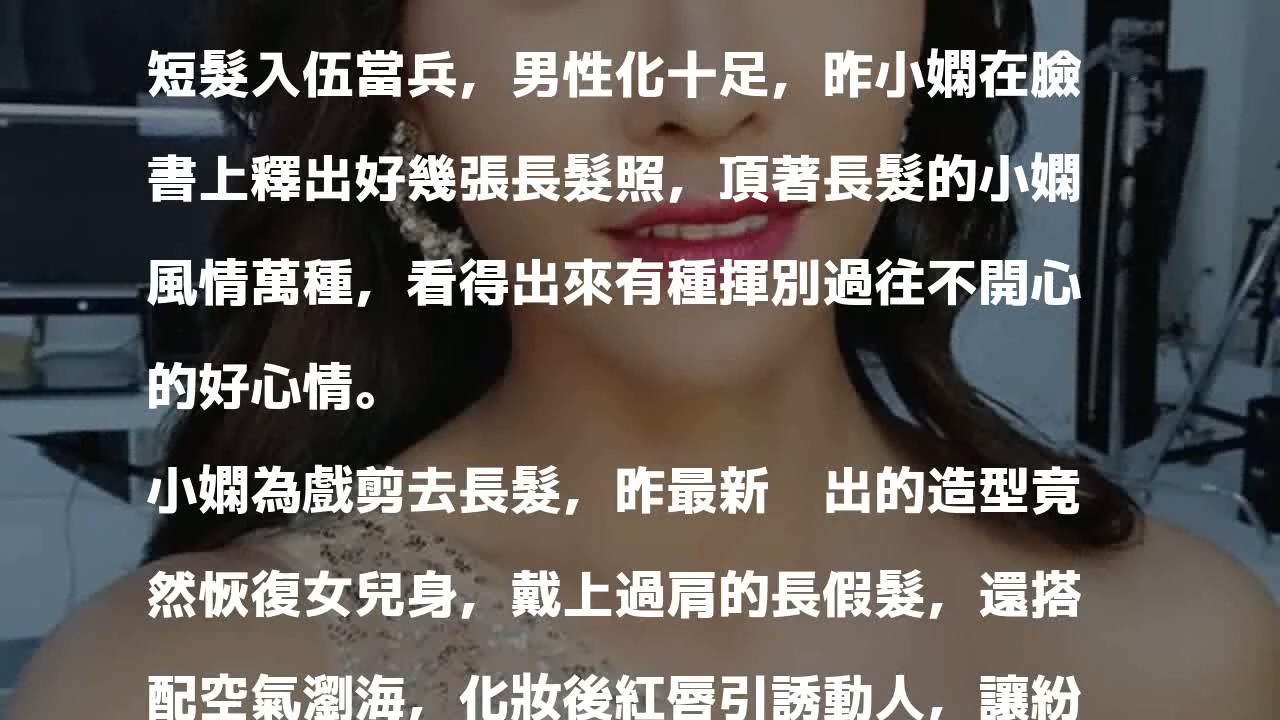 短髮入伍當兵，男性化十足，昨小嫻在臉
書上釋出好幾張長髮照，頂著長髮的小嫻
風情萬種，看得出來有種揮別過往不開心
的好心情。
小嫻為戲剪去長髮，昨最新　出的造型竟
然恢復女兒身，戴上過肩的長假髮，還搭
配空氣瀏海，化妝後紅唇引誘動人，讓紛